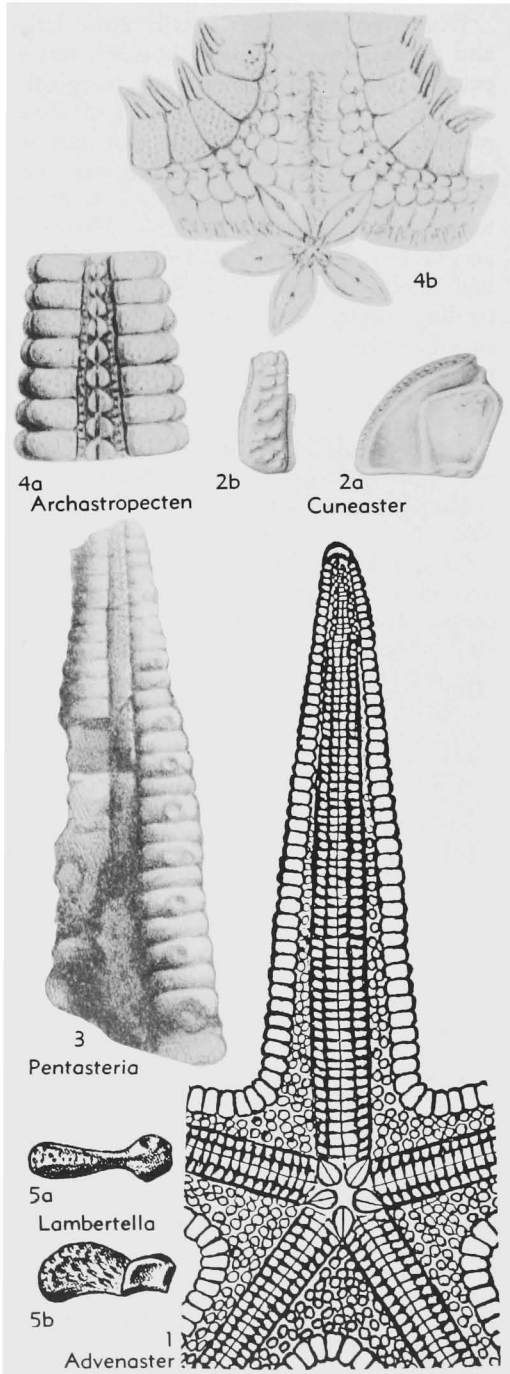 4b
4a
Archastropecten
2b
2a
Cuneaster
3
Pentasteria
5a
Lambertella
5b
1
Advenaster